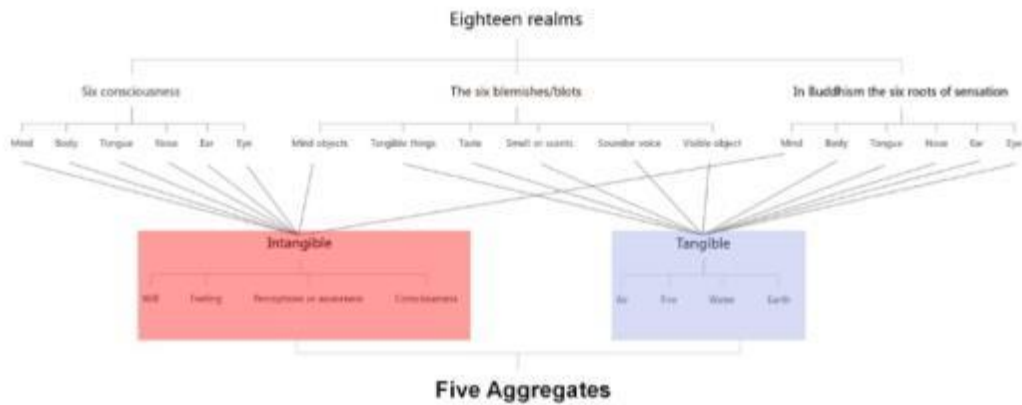 Eighteen realms
Six consciousness The six blemishes/blots In Buddhism the six roots of sensation
Mind Body Tongue Nose Ear Eye Mind objects Tangible things Taste Smell or scents Soundor voice Visible object Mind Body Tongue Nose Ear Eye
Intangible Tangible
Will Feeling Perceptions or awareness Consciousness Air Fire Water Earth
Five Aggregates